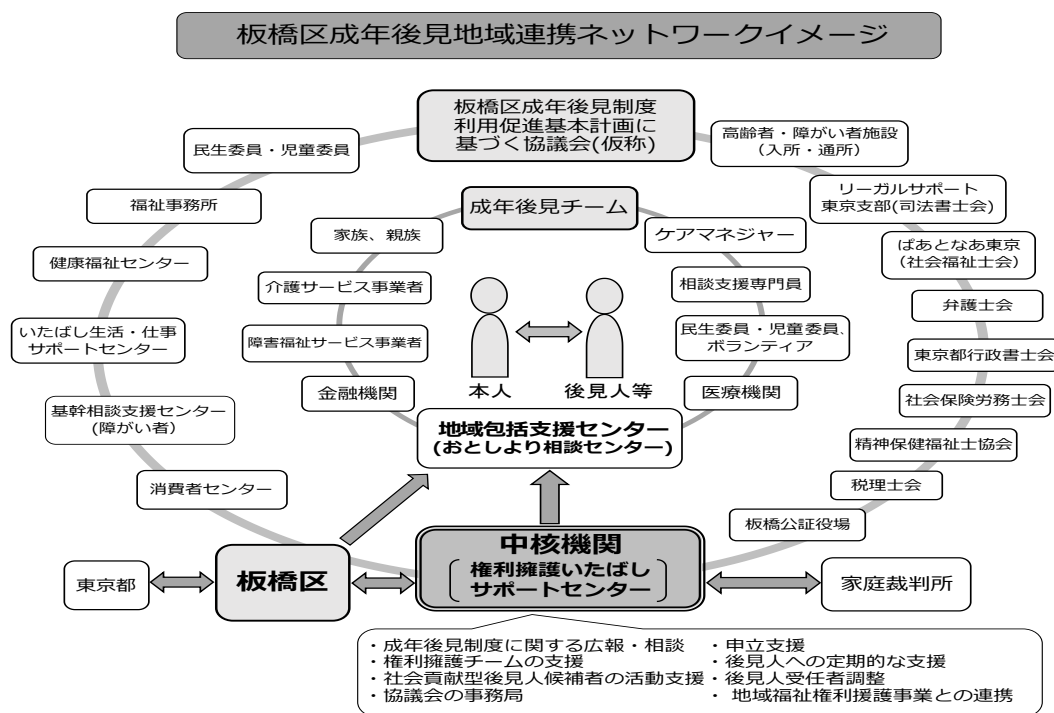 板橋区成年後見地域連携ネットワークイメージ
板橋区成年後見制度
利用促進基本計画に
基づく協議会(仮称)
民生委員・児童委員
高齢者・障がい者施設
(入所・通所)
福祉事務所
リーガルサポート
東京支部(司法書士会)
成年後見チーム
家族、親族
ケアマネジャー
健康福祉センター
ぱあとなあ東京
(社会福祉士会)
介護サービス事業者
相談支援専門員
弁護士会
いたばし生活・仕事
サポートセンター
障害福祉サービス事業者
民生委員・児童委員、
ボランティア
東京都行政書士会
金融機関
本人
後見人等
医療機関
社会保険労務士会
基幹相談支援センター
(障がい者)
地域包括支援センター
(おとしより相談センター)
精神保健福祉士協会
消費者センター
税理士会
板橋公証役場
東京都
板橋区
中核機関
権利擁護いたばし
サポートセンター
家庭裁判所
・成年後見制度に関する広報・相談
・権利擁護チームの支援
・社会貢献型後見人候補者の活動支援
・協議会の事務局
・申立支援
・後見人への定期的な支援
・後見人受任者調整
・地域福祉権利援護事業との連携